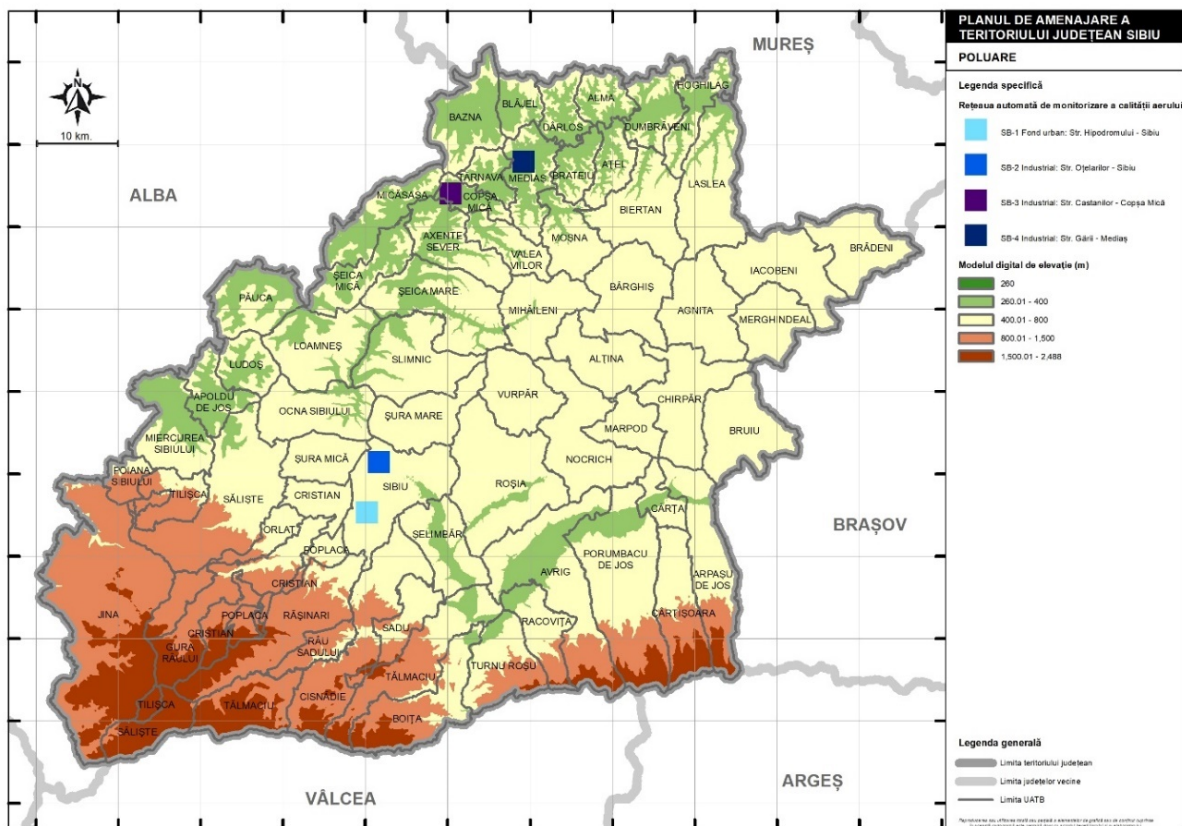 PLANUL DE AMENAJARE A
TERITORIULUI JUDEȚEAN SIBIU
POLUARE
Legenda specifică
Rețeaua automată de monitorizare a calității aerului
SB-1 Fond urban: Str. Hipodromului - Sibiu
SB-2 Industrial: Str. Oțelarilor - Sibiu
SB-3 Industrial: Str. Castanilor - Copșa Mică
SB-4 Industrial: Str. Gării - Mediaș
Modelul digital de elevație (m)
260
260.01 - 400
400.01 - 800
800.01 - 1,500
1,500.01 - 2,488
Legenda generală
Limita teritoriului județean
Limita județelor vecine
Limita UATB
N
10 km.
MUREȘ
ALBA
BRAȘOV
ARGEȘ
VÂLCEA
HOGHILAG
BLĂJEL
ALMA
BAZNA
DÂRLOS
DUMBRĂVENI
AȚEL
TÂRNAVA
MEDIAȘ
BRATEIU
LASLEA
MICĂSASA
COPȘA
MICĂ
BIERTAN
AXENTE
SEVER
MOȘNA
BRĂDENI
VALEA
VIILOR
IACOBENI
ȘEICA
MICĂ
ȘEICA MARE
BÂRGHIȘ
PĂUCA
MIHĂILENI
AGNITA
MERGHINDEAL
LOAMNEȘ
SLIMNIC
ALȚINA
LUDOȘ
APOLDU
DE JOS
VURPĂR
CHIRPĂR
OCNA SIBIULUI
ȘURA MARE
MARPOD
BRUIU
MIERCUREA
SIBIULUI
ȘURA MICĂ
NOCRICH
POIANA
SIBIULUI
TILIȘCA
SĂLIȘTE
CRISTIAN
SIBIU
ROȘIA
CÂRȚA
ORLAT
ȘELIMBĂR
POPLACA
PORUMBACU
DE JOS
AVRIG
ARPAȘU
DE JOS
CRISTIAN
JINA
POPLACA
RĂȘINARI
CÂRȚIȘOARA
RACOVIȚA
CRISTIAN
SADU
GURA
RÂULUI
RÂU
SADULUI
TURNU ROȘU
TĂLMACIU
CISNĂDIE
TILIȘCA
TĂLMACIU
BOIȚA
SĂLIȘTE